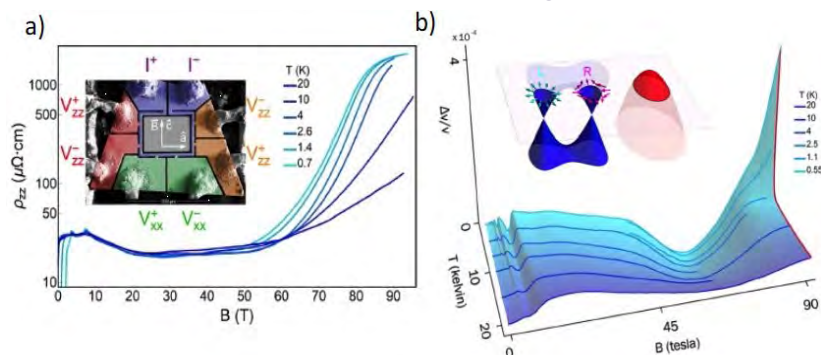 a)
I⁺ I⁻
1000
500
100
50
10
ρzz (μΩ·cm)
V⁺zz
V⁻zz
V⁻zz
V⁺zz
V⁺xx V⁻xx
B c
a
T (K)
20
10
4
2.6
1.4
0.7
0 10 20 30 40 50 60 70 80 90
B (T)
b)
x 10⁻⁴
4
Δv/v
0
L R
T (K)
20
10
4
2.5
1.1
0.55
T (kelvin)
10
20
0 45 90
B (tesla)